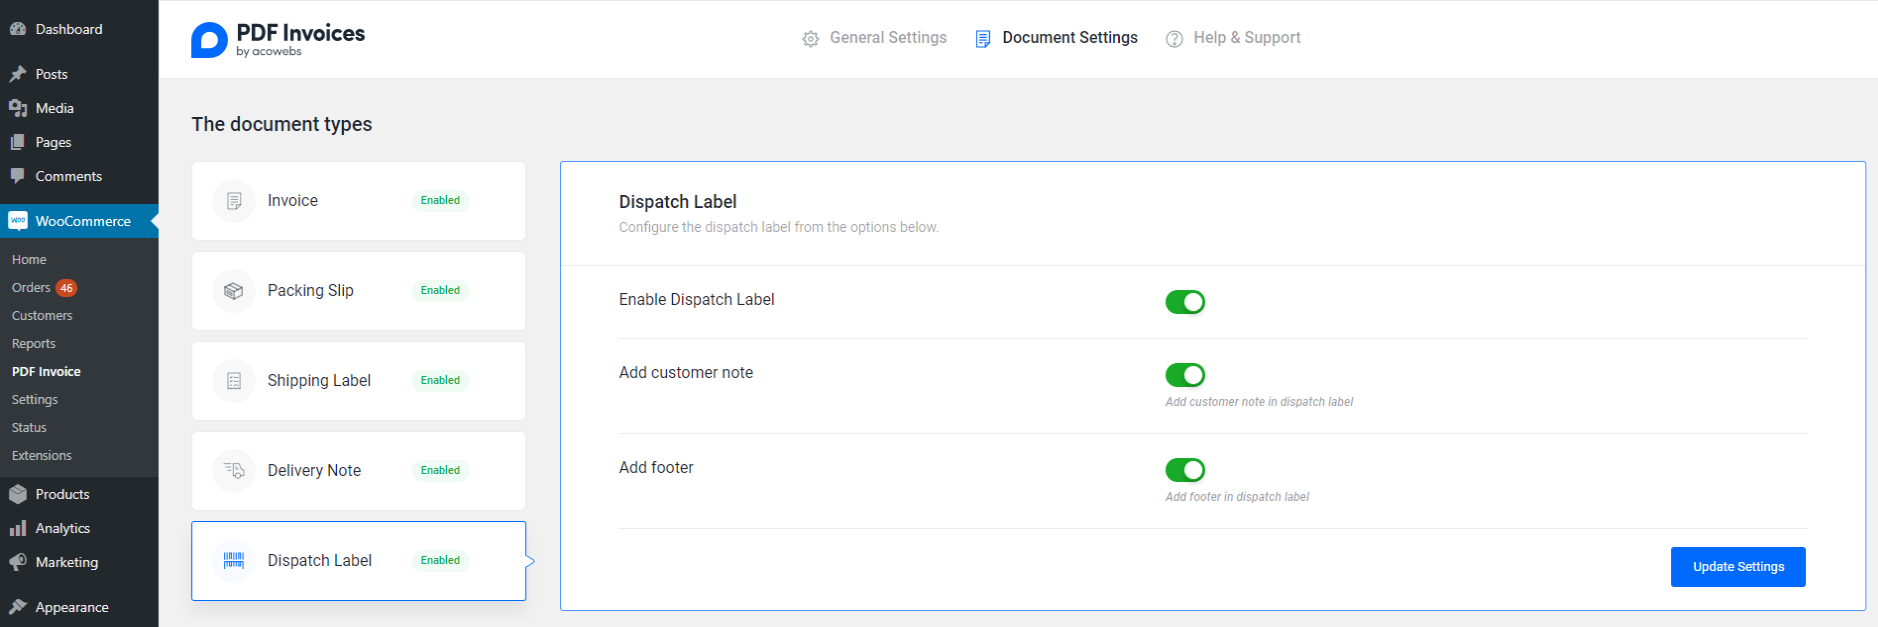 Dashboard
Posts
Media
Pages
Comments
Woo WooCommerce
Home
Orders 46
Customers
Reports
PDF Invoice
Settings
Status
Extensions
Products
Analytics
Marketing
Appearance
PDF Invoices
by acowebs
General Settings
Document Settings
Help & Support
The document types
Invoice Enabled
Packing Slip Enabled
Shipping Label Enabled
Delivery Note Enabled
Dispatch Label Enabled
Dispatch Label
Configure the dispatch label from the options below.
Enable Dispatch Label
Add customer note
Add customer note in dispatch label
Add footer
Add footer in dispatch label
Update Settings